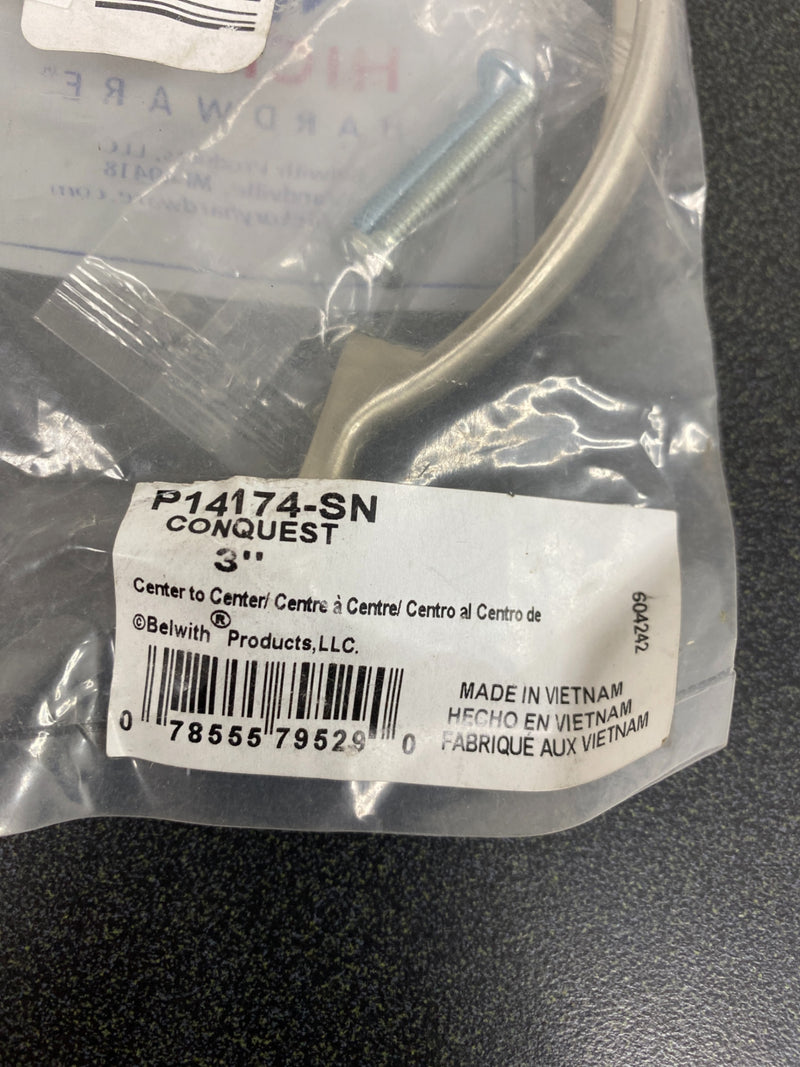 HARDWARE
P14174-SN
CONQUEST
3"
Center to Center/ Centre à Centre/ Centro al Centro de
©Belwith® Products,LLC.
0 78555 79529 0
604242
MADE IN VIETNAM
HECHO EN VIETNAM
FABRIQUÉ AUX VIETNAM